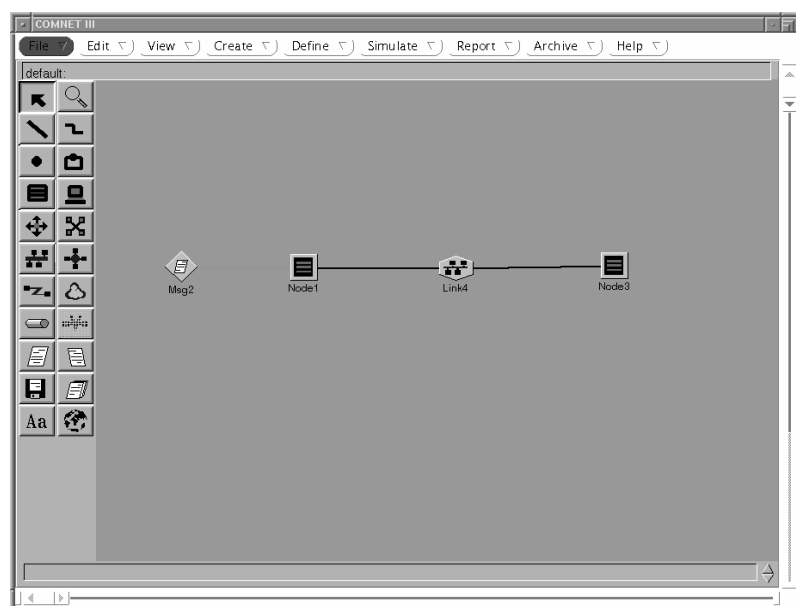 COMNET III
File Edit View Create Define Simulate Report Archive Help
default:
Msg2 Node1 Link4 Node3
Aa